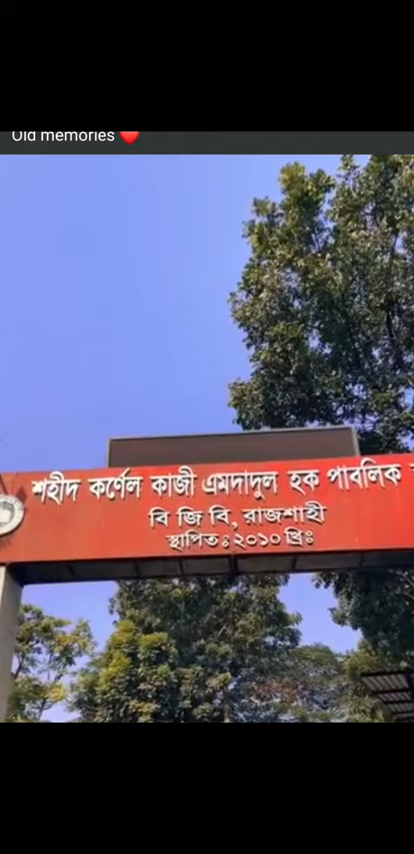 Old memories ❤️
শহীদ কর্ণেল কাজী এমদাদুল হক পাবলিক
বি জি বি, রাজশাহী
স্থাপিত ঃ ২০১০ খ্রিঃ